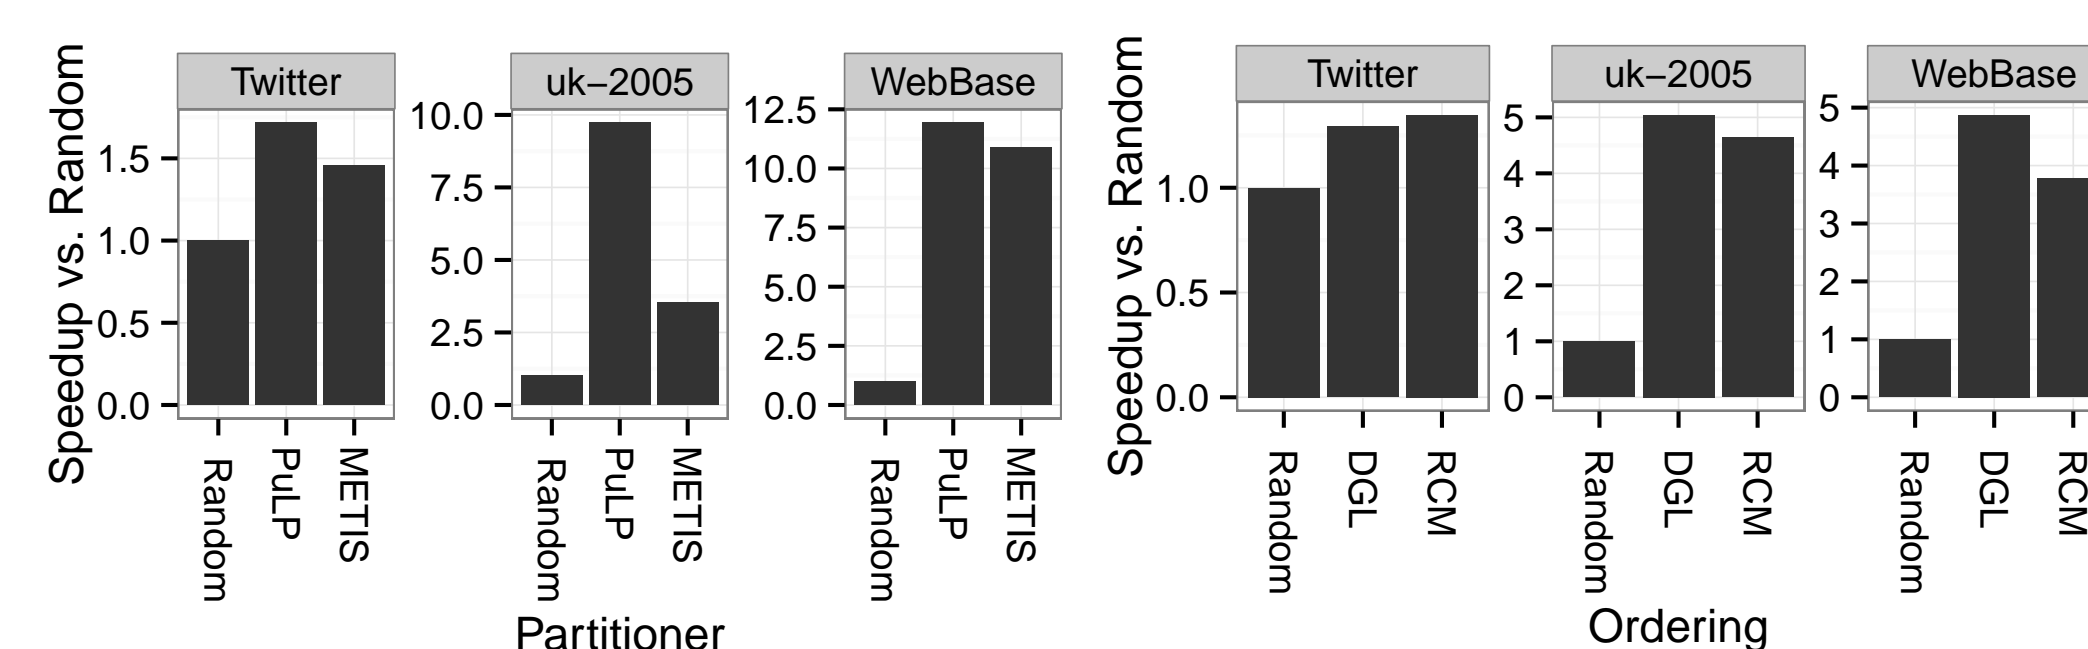 Speedup vs. Random
Twitter
1.5
1.0
0.5
0.0
Random
PuLP
METIS
uk−2005
10.0
7.5
5.0
2.5
0.0
Random
PuLP
METIS
WebBase
12.5
10.0
7.5
5.0
2.5
0.0
Random
PuLP
METIS
Partitioner
Speedup vs. Random
Twitter
1.0
0.5
0.0
Random
DGL
RCM
uk−2005
5
4
3
2
1
0
Random
DGL
RCM
WebBase
5
4
3
2
1
0
Random
DGL
RCM
Ordering